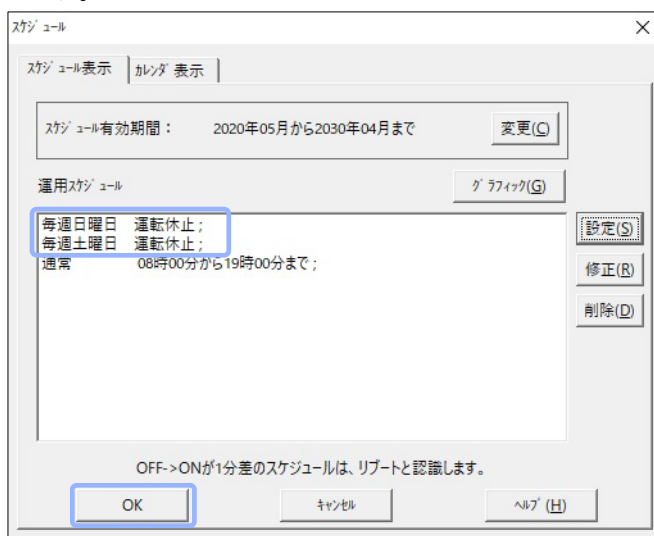 スケジュール
スケジュール表示 カレンダ表示
スケジュール有効期間： 2020年05月から2030年04月まで 変更(C)
運用スケジュール グラフィック(G)
毎週日曜日 運転休止 ;
毎週土曜日 運転休止 ;
通常 08時00分から19時00分まで ;
設定(S)
修正(R)
削除(D)
OFF->ONが1分差のスケジュールは、リブートと認識します。
OK キャンセル ヘルプ(H)